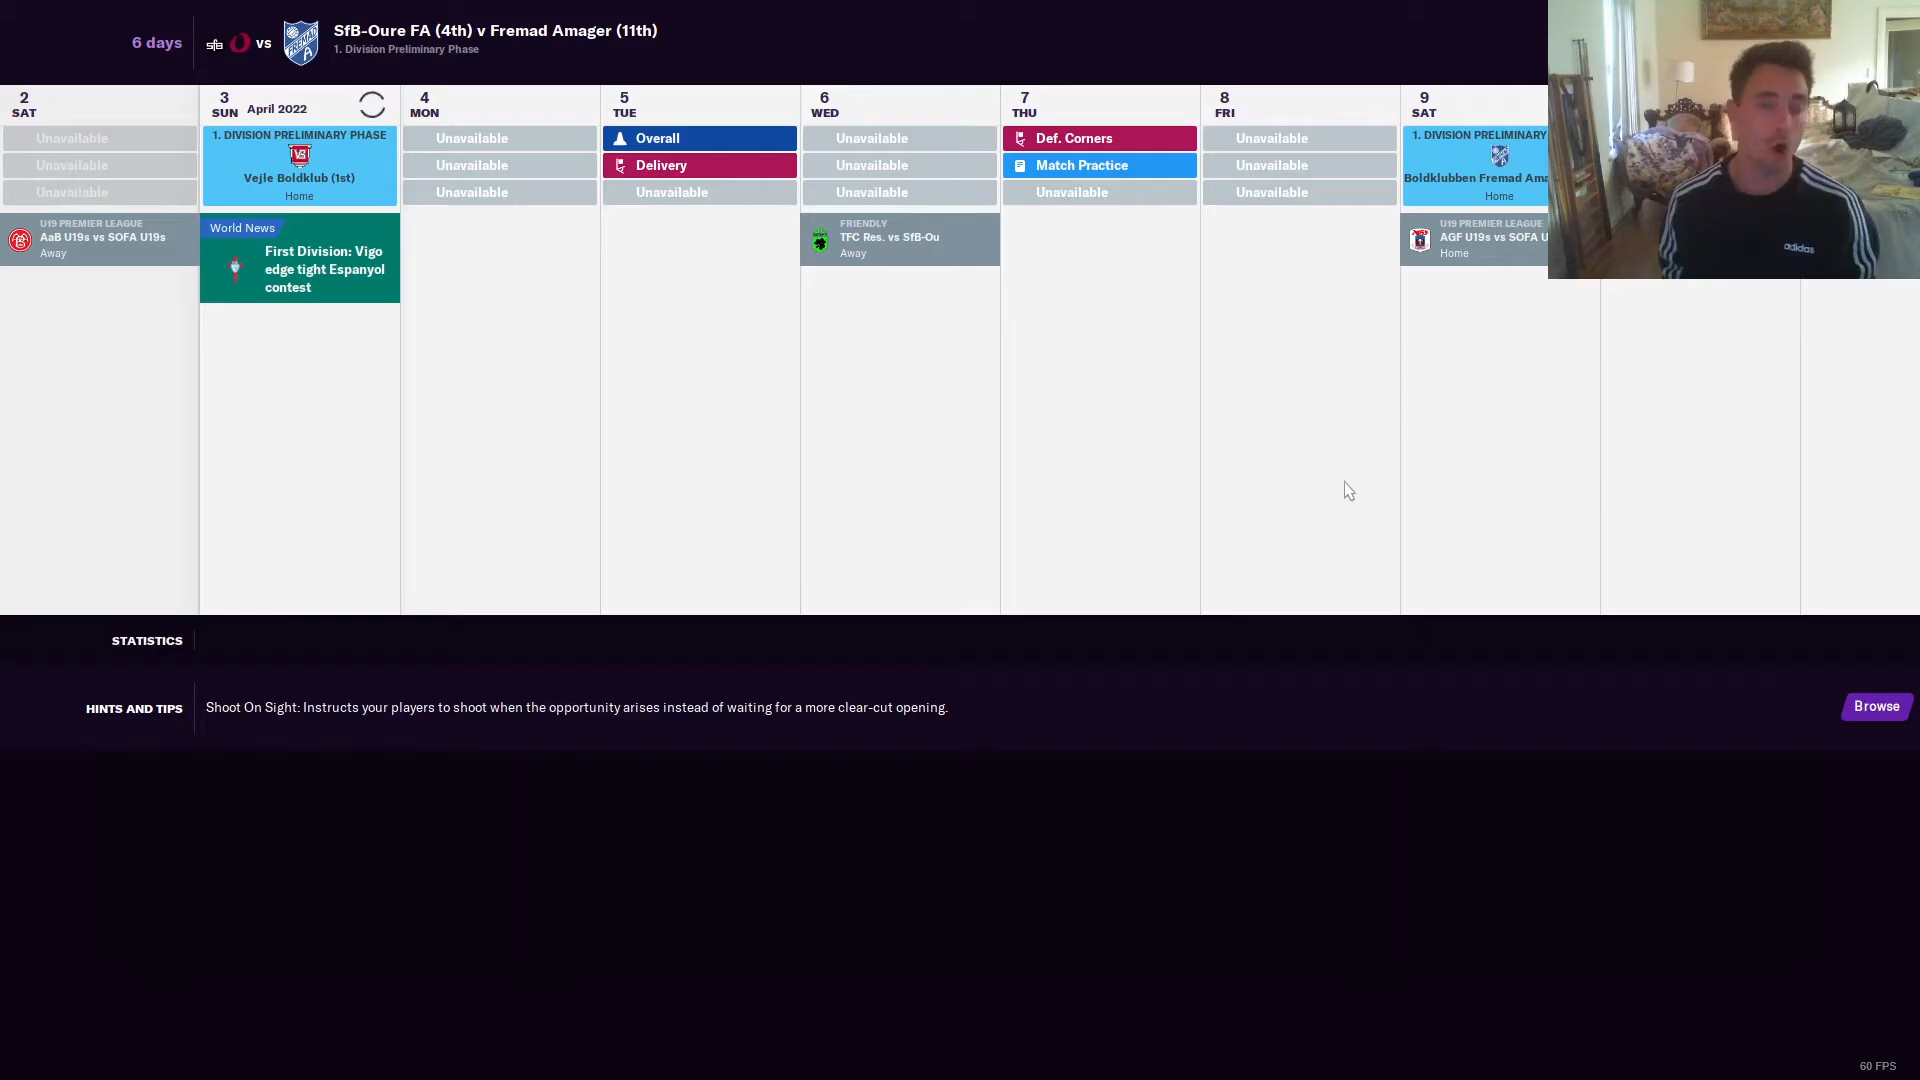 6 days
sfb
vs
SfB-Oure FA (4th) v Fremad Amager (11th)
1. Division Preliminary Phase
2
SAT
Unavailable
Unavailable
Unavailable
U19 PREMIER LEAGUE
AaB U19s vs SOFA U19s
Away
3
SUN April 2022
1. DIVISION PRELIMINARY PHASE
VB
Vejle Boldklub (1st)
Home
World News
First Division: Vigo
edge tight Espanyol
contest
4
MON
Unavailable
Unavailable
Unavailable
5
TUE
Overall
Delivery
Unavailable
6
WED
Unavailable
Unavailable
Unavailable
FRIENDLY
TFC Res. vs SfB-Ou
Away
7
THU
Def. Corners
Match Practice
Unavailable
8
FRI
Unavailable
Unavailable
Unavailable
9
SAT
1. DIVISION PRELIMINARY
Boldklubben Fremad Ama
Home
U19 PREMIER LEAGUE
AGF U19s vs SOFA U
Home
adidas
STATISTICS
HINTS AND TIPS
Shoot On Sight: Instructs your players to shoot when the opportunity arises instead of waiting for a more clear-cut opening.
Browse
60 FPS